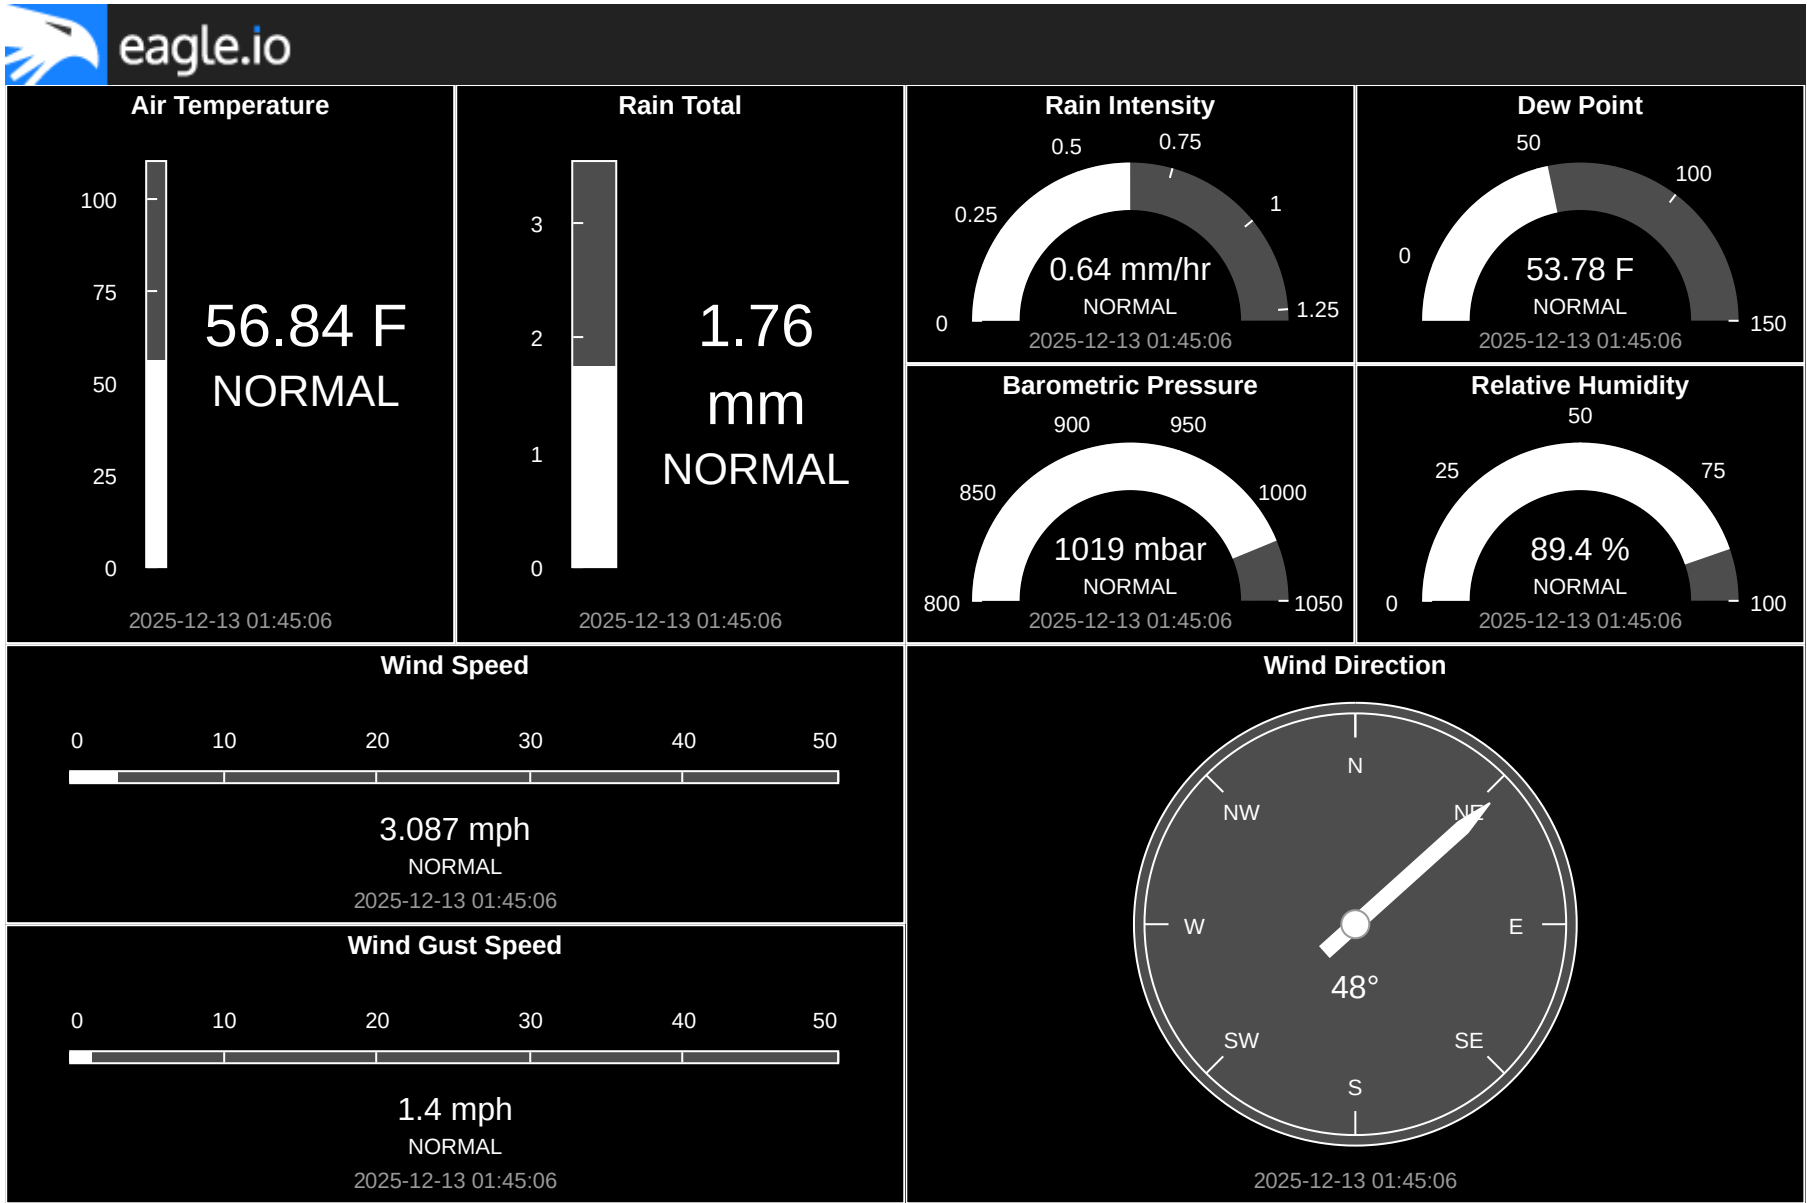 eagle.io
Air Temperature
100
75
50
25
0
56.84 F
NORMAL
2025-12-13 01:45:06
Rain Total
3
2
1
0
1.76
mm
NORMAL
2025-12-13 01:45:06
Rain Intensity
0
0.25
0.5
0.75
1
1.25
0.64 mm/hr
NORMAL
2025-12-13 01:45:06
Dew Point
0
50
100
150
53.78 F
NORMAL
2025-12-13 01:45:06
Barometric Pressure
800
850
900
950
1000
1050
1019 mbar
NORMAL
2025-12-13 01:45:06
Relative Humidity
0
25
50
75
100
89.4 %
NORMAL
2025-12-13 01:45:06
Wind Speed
0 10 20 30 40 50
3.087 mph
NORMAL
2025-12-13 01:45:06
Wind Gust Speed
0 10 20 30 40 50
1.4 mph
NORMAL
2025-12-13 01:45:06
Wind Direction
N
NW NE
W E
48°
SW SE
S
2025-12-13 01:45:06